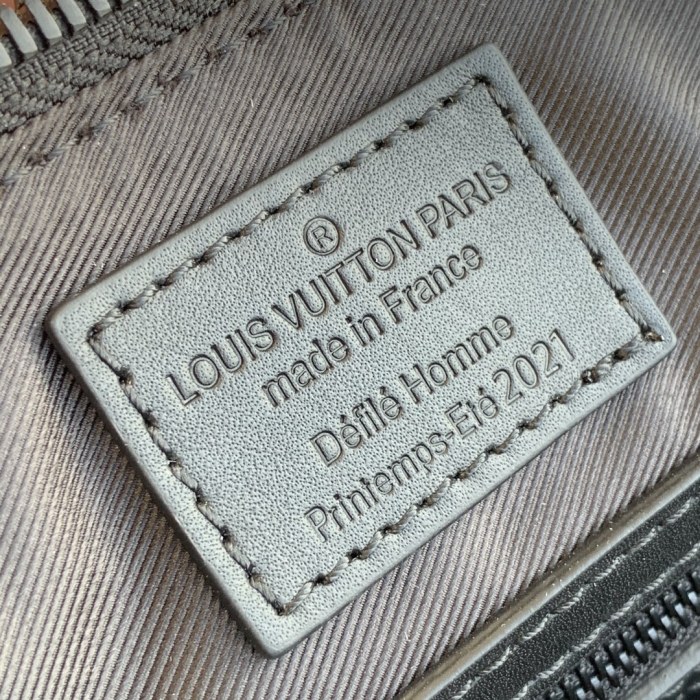 ®
LOUIS VUITTON PARIS
made in France
Défilé Homme
Printemps-Eté 2021